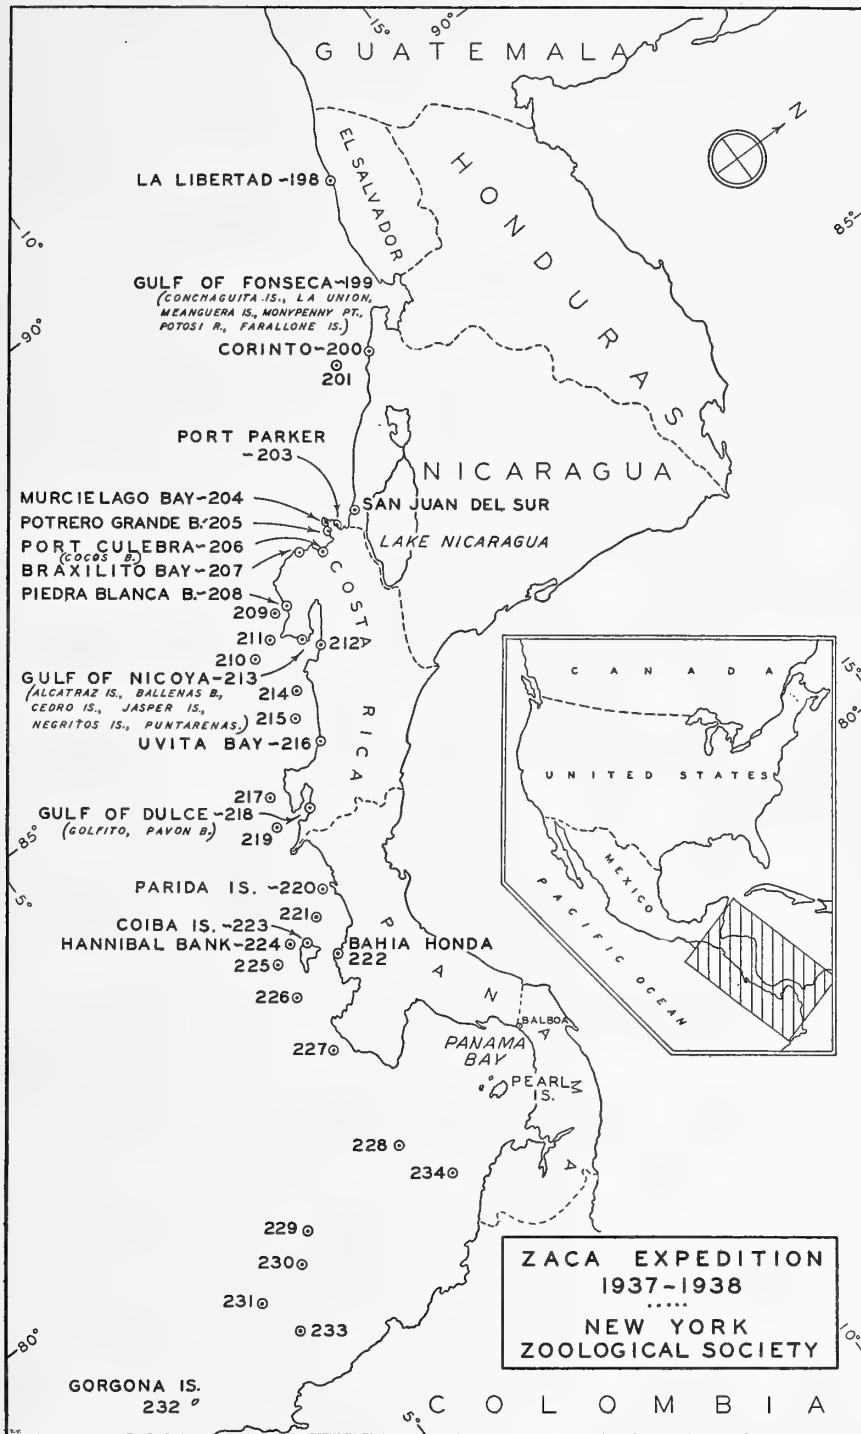 15°
90°
GUATEMALA
N
EL SALVADOR
HONDURAS
LA LIBERTAD-198
10°
85°
GULF OF FONSECA-199
(CONCHAGUITA IS., LA UNION,
MEANGUERA IS., MONYPENNY PT.,
POTOSI R., FARALLONE IS.)
90°
CORINTO-200
201
PORT PARKER
-203
NICARAGUA
MURCIELAGO BAY-204
SAN JUAN DEL SUR
POTRERO GRANDE B.-205
PORT CULEBRA-206
(COCOS B.)
LAKE NICARAGUA
BRAXILITO BAY-207
PIEDRA BLANCA B.-208
COSTA RICA
209
211
212
210
GULF OF NICOYA-213
(ALCATRAZ IS., BALLENAS B.,
CEDRO IS., JASPER IS.,
NEGRITOS IS., PUNTARENAS,)
214
215
UVITA BAY-216
15°
80°
CANADA
UNITED STATES
MEXICO
PACIFIC OCEAN
217
GULF OF DULCE-218
(GOLFITO, PAVON B.)
219
85°
5°
PARIDA IS.-220
221
COIBA IS.-223
HANNIBAL BANK-224
BAHIA HONDA
222
225
226
PANAMA
BALBOA
PANAMA
BAY
227
PEARL
IS.
228
234
229
230
231
233
ZACA EXPEDITION
1937-1938
.....
NEW YORK
ZOOLOGICAL SOCIETY
80°
10°
GORGONA IS.
232
5°
COLOMBIA